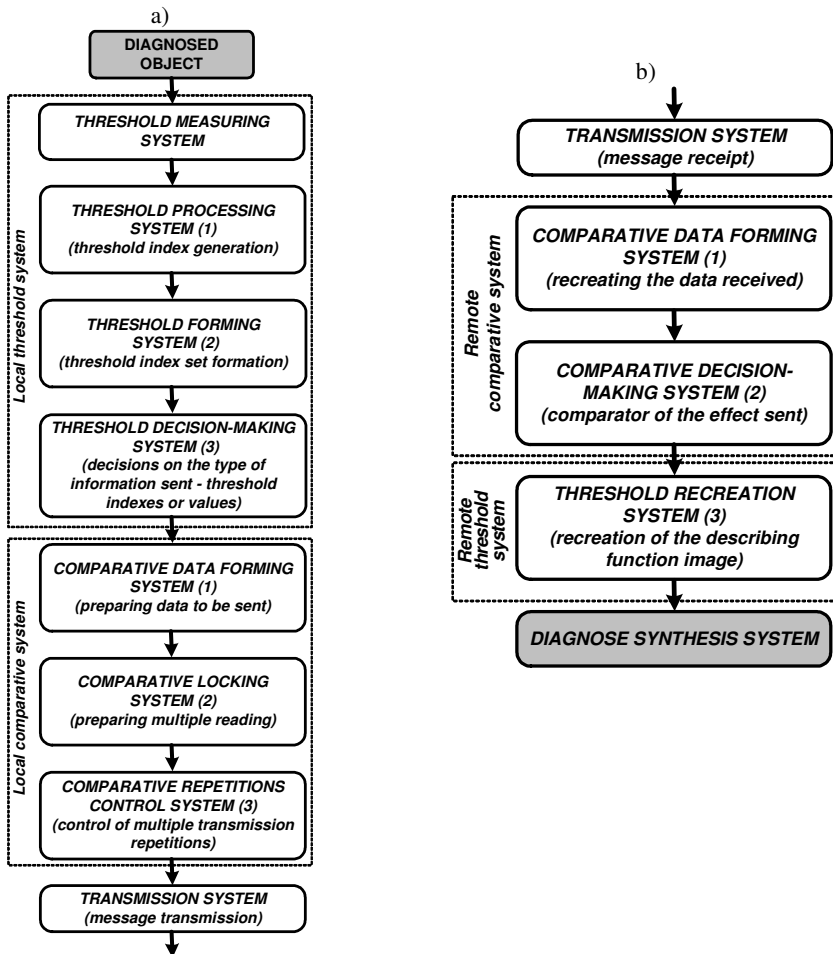 a)
DIAGNOSED
OBJECT
Local threshold system
THRESHOLD MEASURING
SYSTEM
THRESHOLD PROCESSING
SYSTEM (1)
(threshold index generation)
THRESHOLD FORMING
SYSTEM (2)
(threshold index set formation)
THRESHOLD DECISION-MAKING
SYSTEM (3)
(decisions on the type of
information sent - threshold
indexes or values)
Local comparative system
COMPARATIVE DATA FORMING
SYSTEM (1)
(preparing data to be sent)
COMPARATIVE LOCKING
SYSTEM (2)
(preparing multiple reading)
COMPARATIVE REPETITIONS
CONTROL SYSTEM (3)
(control of multiple transmission
repetitions)
TRANSMISSION SYSTEM
(message transmission)
b)
TRANSMISSION SYSTEM
(message receipt)
Remote
comparative system
COMPARATIVE DATA FORMING
SYSTEM (1)
(recreating the data received)
COMPARATIVE DECISION-
MAKING SYSTEM (2)
(comparator of the effect sent)
Remote
threshold
system
THRESHOLD RECREATION
SYSTEM (3)
(recreation of the describing
function image)
DIAGNOSE SYNTHESIS SYSTEM